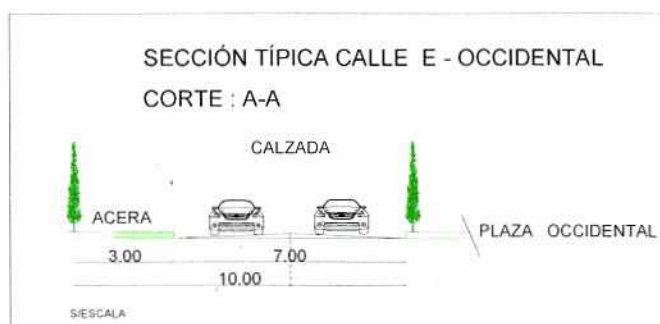 SECCIÓN TÍPICA CALLE E - OCCIDENTAL
CORTE : A-A
CALZADA
ACERA
PLAZA OCCIDENTAL
3.00 7.00
10.00
S/ESCALA